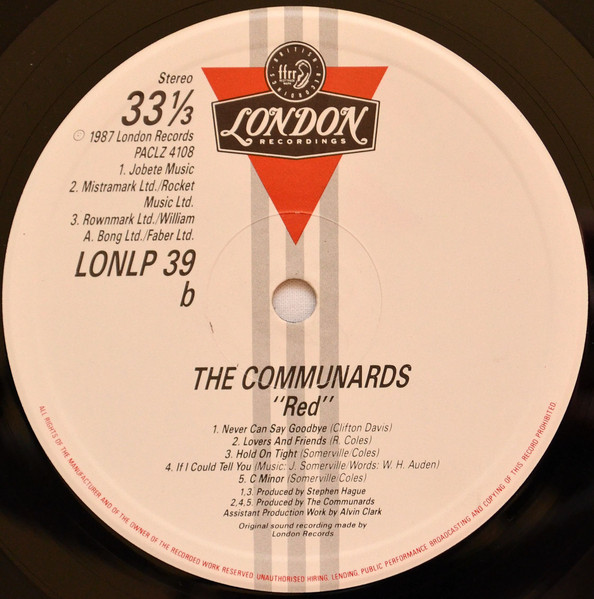 BRITISH
ffrr
RECORDINGS
LONDON
RECORDINGS
Stereo
33⅓
℗ 1987 London Records
PACLZ 4108
1. Jobete Music
2. Mistramark Ltd./Rocket
Music Ltd.
3. Rownmark Ltd./William
A. Bong Ltd./Faber Ltd.
LONLP 39
b
THE COMMUNARDS
"Red"
1. Never Can Say Goodbye (Clifton Davis)
2. Lovers And Friends (R. Coles)
3. Hold On Tight (Somerville/Coles)
4. If I Could Tell You (Music: J. Somerville/Words: W. H. Auden)
5. C Minor (Somerville/Coles)
1,3. Produced by Stephen Hague
2,4,5. Produced by The Communards
Assistant Production Work by Alvin Clark
Original sound recording made by
London Records
ALL RIGHTS OF THE MANUFACTURER AND OF THE OWNER OF THE RECORDED WORK RESERVED. UNAUTHORISED HIRING, LENDING, PUBLIC PERFORMANCE, BROADCASTING AND COPYING OF THIS RECORD PROHIBITED.